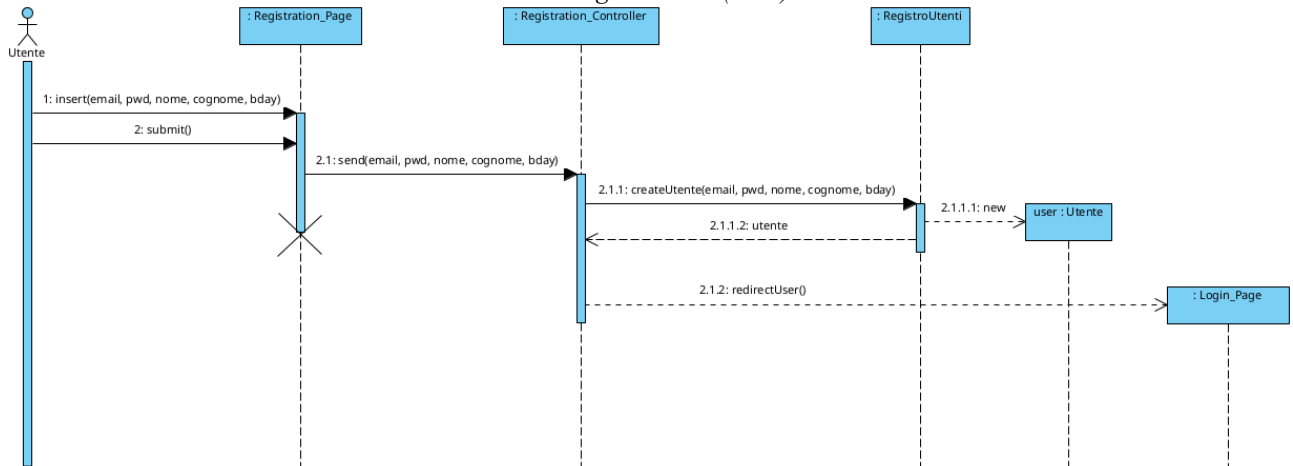 : Registration_Page
: Registration_Controller
: RegistroUtenti
Utente
1: insert(email, pwd, nome, cognome, bday)
2: submit()
2.1: send(email, pwd, nome, cognome, bday)
2.1.1: createUtente(email, pwd, nome, cognome, bday)
2.1.1.1: new
user : Utente
2.1.1.2: utente
2.1.2: redirectUser()
: Login_Page